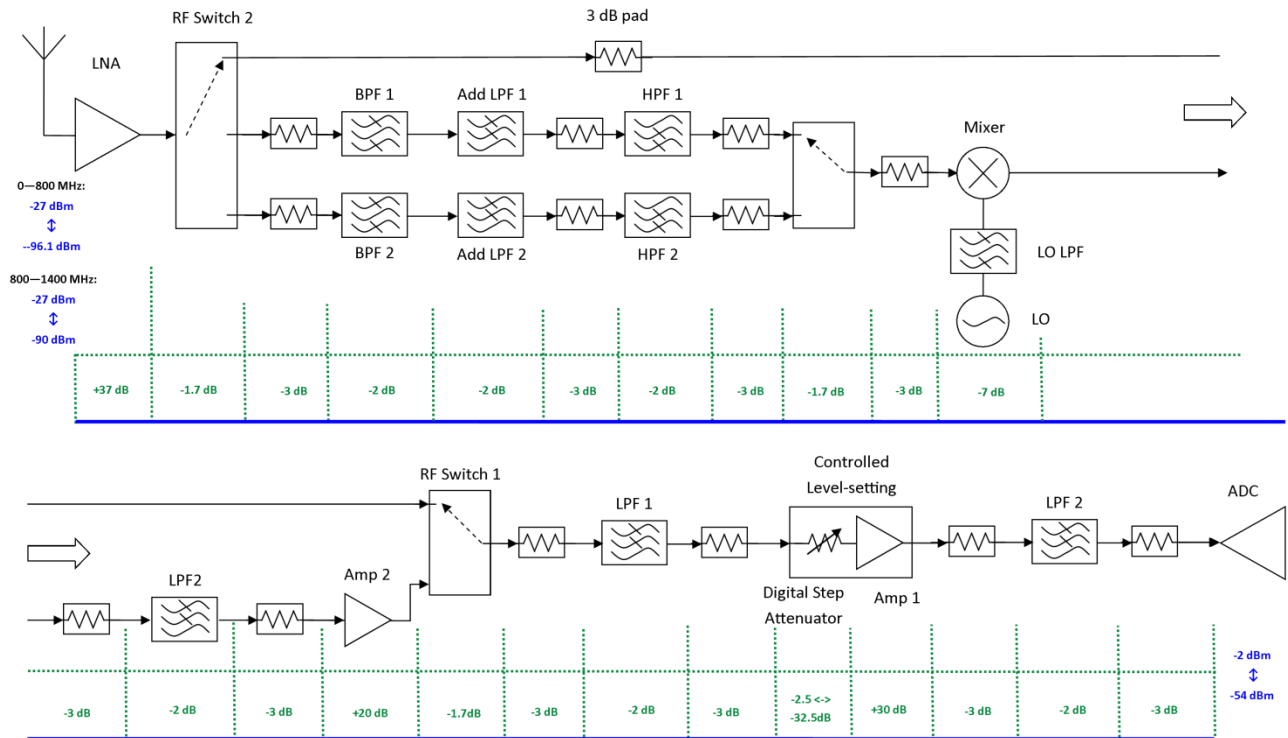 RF Switch 2
3 dB pad
LNA
BPF 1
Add LPF 1
HPF 1
Mixer
0—800 MHz:
-27 dBm
↕
--96.1 dBm
BPF 2
Add LPF 2
HPF 2
LO LPF
800—1400 MHz:
-27 dBm
↕
-90 dBm
LO
+37 dB
-1.7 dB
-3 dB
-2 dB
-2 dB
-3 dB
-2 dB
-3 dB
-1.7 dB
-3 dB
-7 dB
RF Switch 1
Controlled
Level-setting
LPF 1
LPF 2
ADC
LPF2
Amp 2
Digital Step
Attenuator
Amp 1
-2 dBm
↕
-54 dBm
-3 dB
-2 dB
-3 dB
+20 dB
-1.7dB
-3 dB
-2 dB
-3 dB
-2.5 <->
-32.5dB
+30 dB
-3 dB
-2 dB
-3 dB